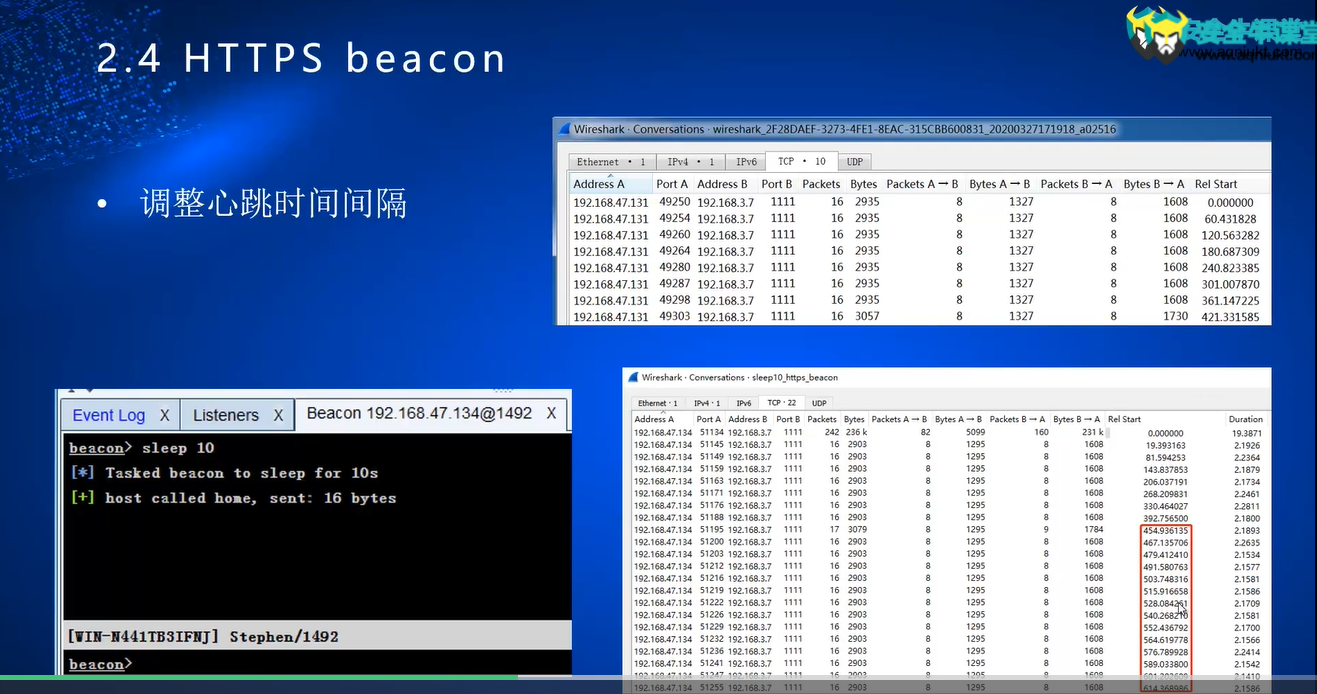 2.4 HTTPS beacon
www.aqniukt.com
• 调整心跳时间间隔
Wireshark · Conversations · wireshark_2F28DAEF-3273-4FE1-8EAC-315CBB600831_20200327171918_a02516
Ethernet · 1 IPv4 · 1 IPv6 TCP · 10 UDP
Address A Port A Address B Port B Packets Bytes Packets A → B Bytes A → B Packets B → A Bytes B → A Rel Start
192.168.47.131 49250 192.168.3.7 1111 16 2935 8 1327 8 1608 0.000000
192.168.47.131 49254 192.168.3.7 1111 16 2935 8 1327 8 1608 60.431828
192.168.47.131 49260 192.168.3.7 1111 16 2935 8 1327 8 1608 120.563282
192.168.47.131 49264 192.168.3.7 1111 16 2935 8 1327 8 1608 180.687309
192.168.47.131 49280 192.168.3.7 1111 16 2935 8 1327 8 1608 240.823385
192.168.47.131 49287 192.168.3.7 1111 16 2935 8 1327 8 1608 301.007870
192.168.47.131 49298 192.168.3.7 1111 16 2935 8 1327 8 1608 361.147225
192.168.47.131 49303 192.168.3.7 1111 16 3057 8 1327 8 1730 421.331585
Event Log X Listeners X Beacon 192.168.47.134@1492 X
beacon> sleep 10
[*] Tasked beacon to sleep for 10s
[+] host called home, sent: 16 bytes
[WIN-N441TB3IFNJ] Stephen/1492
beacon>
Wireshark · Conversations · sleep10_https_beacon
Ethernet · 1 IPv4 · 1 IPv6 TCP · 22 UDP
Address A Port A Address B Port B Packets Bytes Packets A → B Bytes A → B Packets B → A Bytes B → A Rel Start Duration
192.168.47.134 51134 192.168.3.7 1111 242 236 k 82 5099 160 231 k 0.000000 19.3871
192.168.47.134 51145 192.168.3.7 1111 16 2903 8 1295 8 1608 19.393163 2.1926
192.168.47.134 51149 192.168.3.7 1111 16 2903 8 1295 8 1608 81.594253 2.2364
192.168.47.134 51159 192.168.3.7 1111 16 2903 8 1295 8 1608 143.837853 2.1879
192.168.47.134 51163 192.168.3.7 1111 16 2903 8 1295 8 1608 206.037191 2.1734
192.168.47.134 51171 192.168.3.7 1111 16 2903 8 1295 8 1608 268.209831 2.2461
192.168.47.134 51176 192.168.3.7 1111 16 2903 8 1295 8 1608 330.464027 2.2811
192.168.47.134 51188 192.168.3.7 1111 16 2903 8 1295 8 1608 392.756500 2.1800
192.168.47.134 51195 192.168.3.7 1111 17 3079 8 1295 9 1784 454.936135 2.1893
192.168.47.134 51200 192.168.3.7 1111 16 2903 8 1295 8 1608 467.135706 2.2635
192.168.47.134 51203 192.168.3.7 1111 16 2903 8 1295 8 1608 479.412410 2.1534
192.168.47.134 51212 192.168.3.7 1111 16 2903 8 1295 8 1608 491.580763 2.1577
192.168.47.134 51216 192.168.3.7 1111 16 2903 8 1295 8 1608 503.748316 2.1581
192.168.47.134 51219 192.168.3.7 1111 16 2903 8 1295 8 1608 515.916658 2.1586
192.168.47.134 51222 192.168.3.7 1111 16 2903 8 1295 8 1608 2.1709
192.168.47.134 51226 192.168.3.7 1111 16 2903 8 1295 8 1608 2.1581
192.168.47.134 51229 192.168.3.7 1111 16 2903 8 1295 8 1608 552.436792 2.1700
192.168.47.134 51232 192.168.3.7 1111 16 2903 8 1295 8 1608 564.619778 2.1566
192.168.47.134 51236 192.168.3.7 1111 16 2903 8 1295 8 1608 576.789928 2.2414
192.168.47.134 51241 192.168.3.7 1111 16 2903 8 1295 8 1608 589.033800 2.1542
192.168.47.134 51247 192.168.3.7 1111 16 2903 8 1295 8 1608 2.1410
192.168.47.134 51255 192.168.3.7 1111 16 2903 8 1295 8 1608 614.368986 2.1586